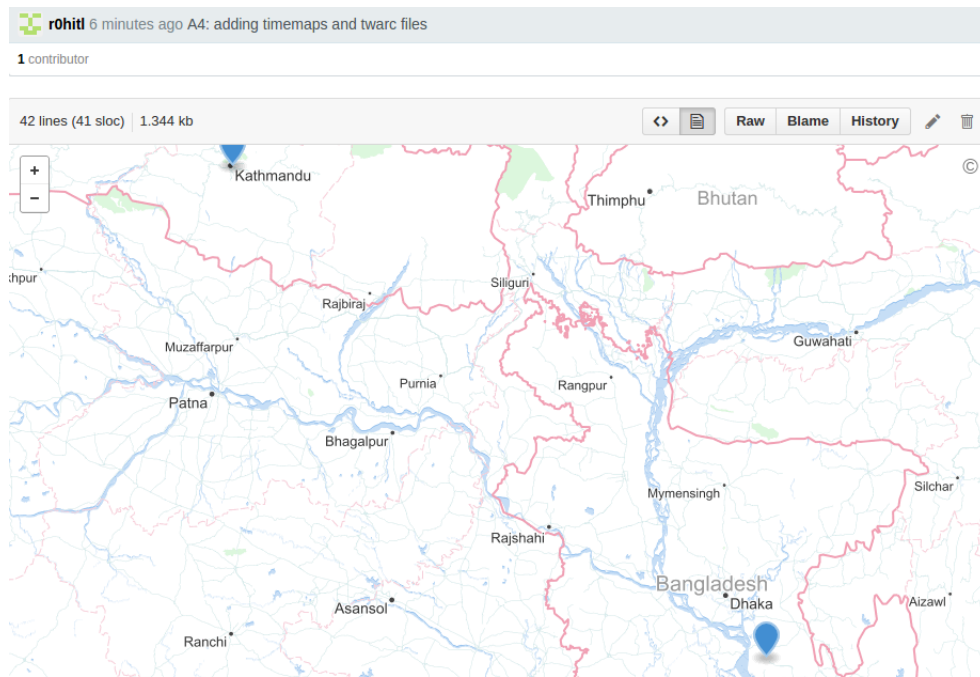 r0hitl 6 minutes ago A4: adding timemaps and twarc files
1 contributor
42 lines (41 sloc) 1.344 kb
<> Raw Blame History
+
−
©
Kathmandu
Thimphu
Bhutan
khpur
Siliguri
Rajbiraj
Guwahati
Muzaffarpur
Purnia
Rangpur
Patna
Bhagalpur
Silchar
Mymensingh
Rajshahi
Bangladesh
Dhaka
Aizawl
Asansol
Ranchi